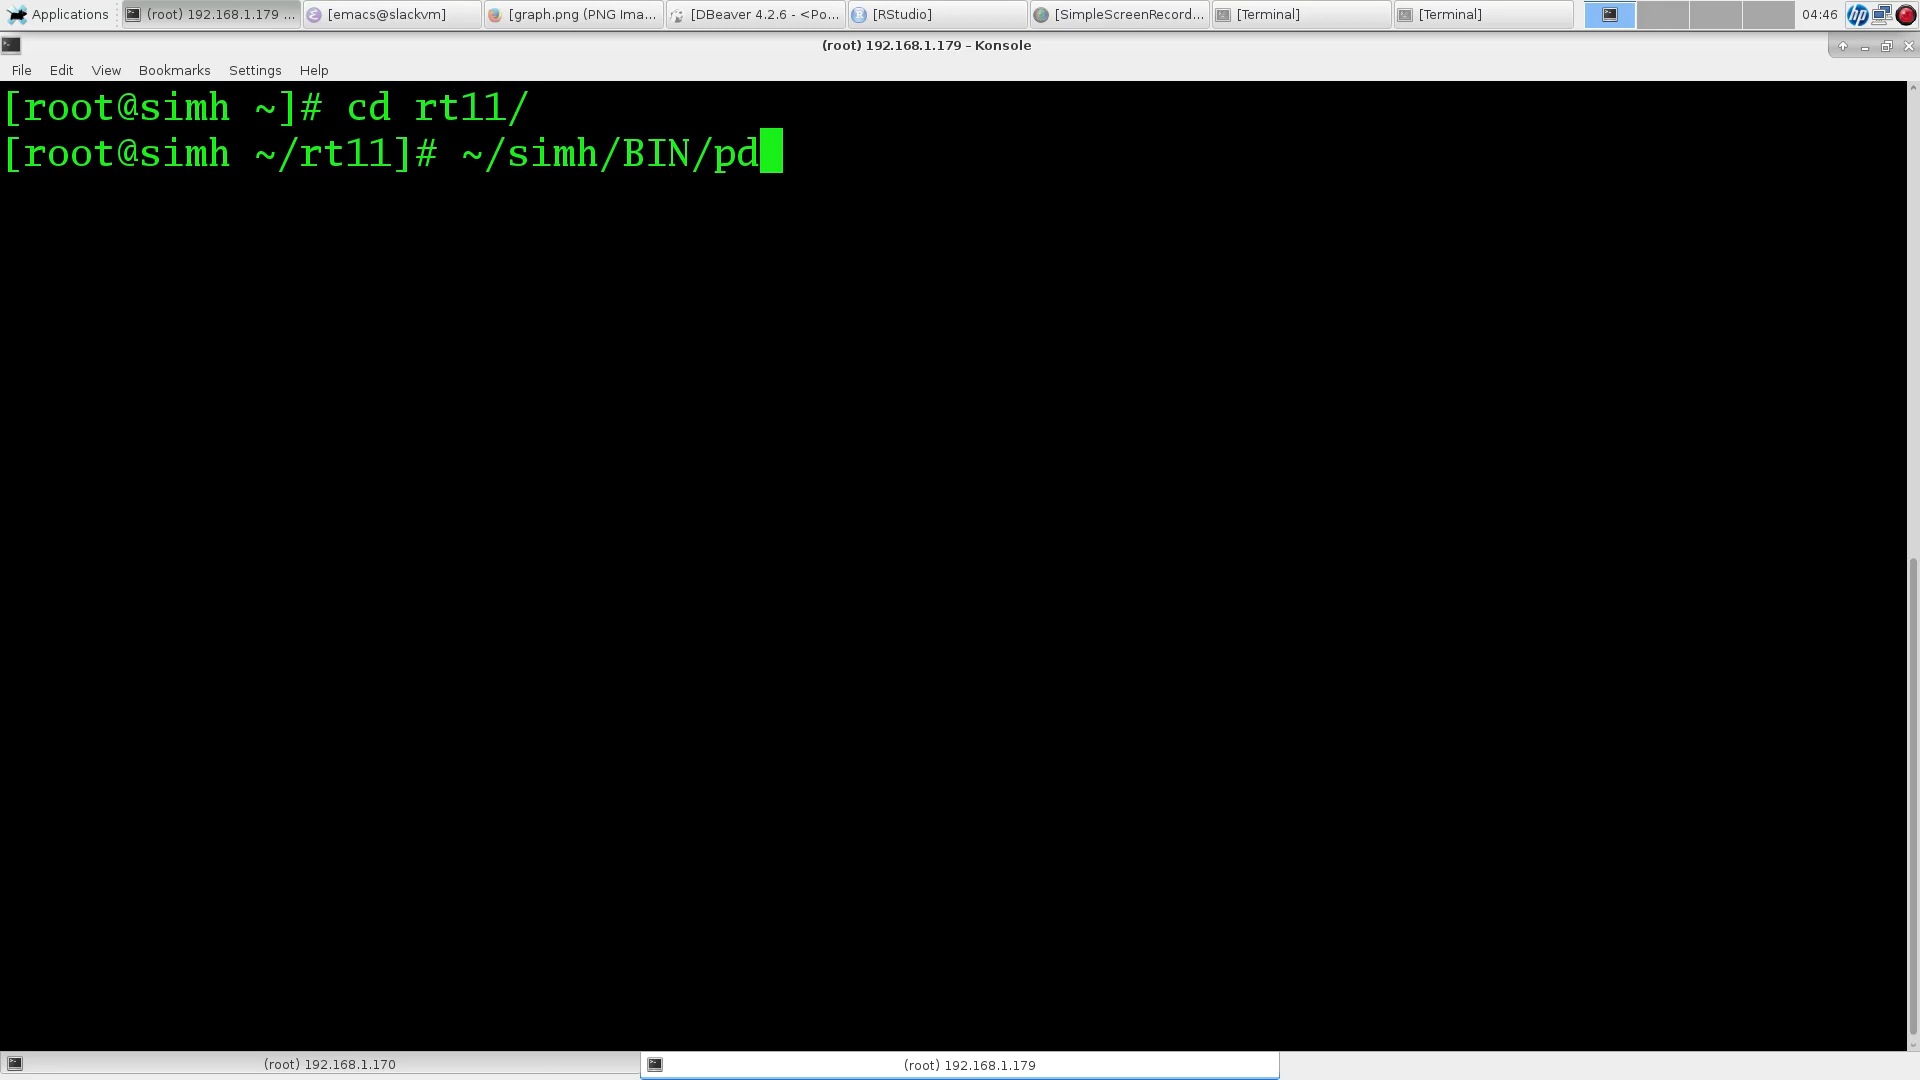 Applications (root) 192.168.1.179 ... [emacs@slackvm] [graph.png (PNG Ima... [DBeaver 4.2.6 - <Po... [RStudio] [SimpleScreenRecord... [Terminal] [Terminal] 04:46 hp
(root) 192.168.1.179 - Konsole
File Edit View Bookmarks Settings Help
[root@simh ~]# cd rt11/
[root@simh ~/rt11]# ~/simh/BIN/pd
(root) 192.168.1.170 (root) 192.168.1.179